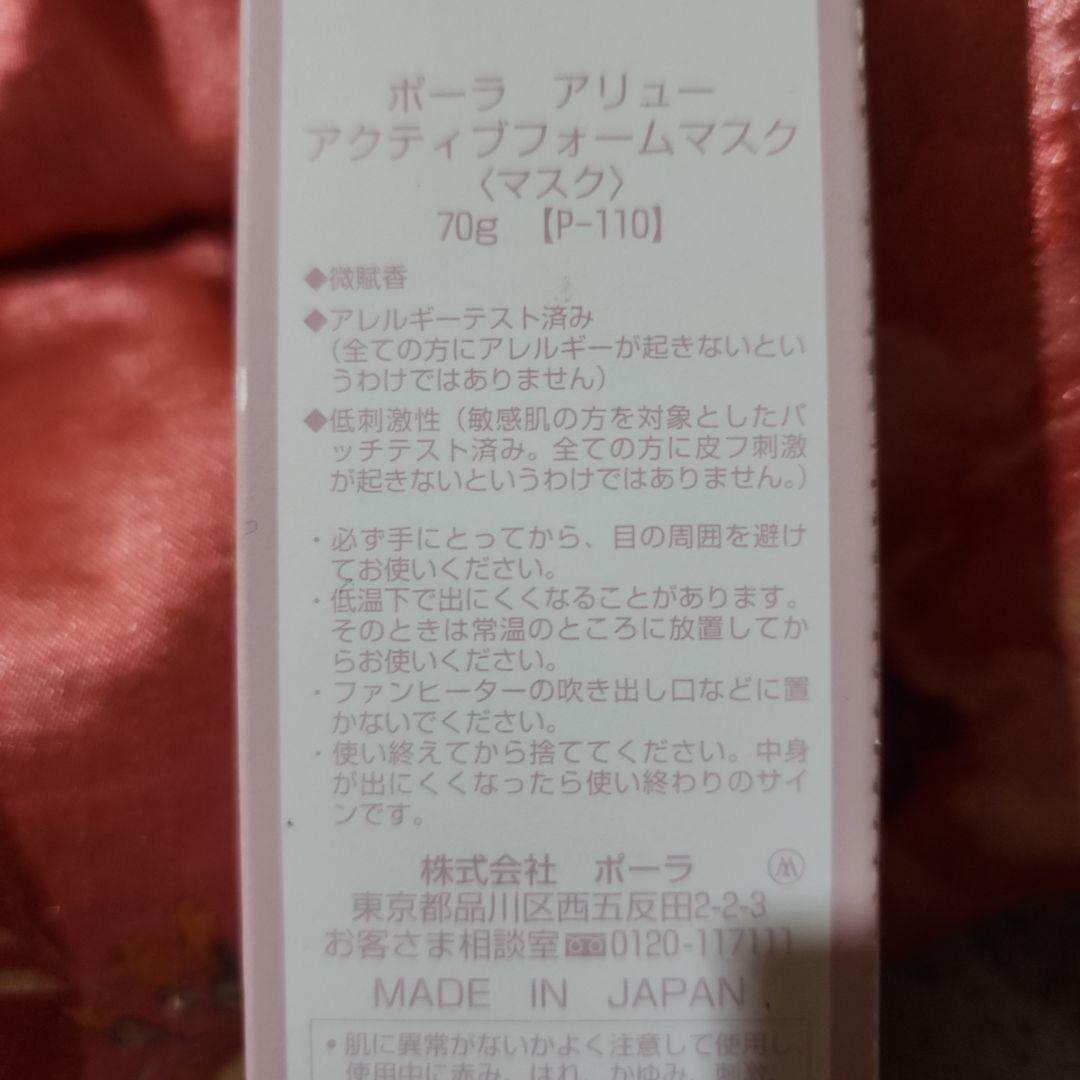 ポーラ　アリュー
アクティブフォームマスク
〈マスク〉
70g 【P-110】
◆微賦香
◆アレルギーテスト済み
（全ての方にアレルギーが起きないとい
うわけではありません）
◆低刺激性（敏感肌の方を対象としたパ
ッチテスト済み。全ての方に皮フ刺激
が起きないというわけではありません。）
・必ず手にとってから、目の周囲を避け
てお使いください。
・低温下で出にくくなることがあります。
そのときは常温のところに放置してか
らお使いください。
・ファンヒーターの吹き出し口などに置
かないでください。
・使い終えてから捨ててください。中身
が出にくくなったら使い終わりのサイ
ンです。
株式会社　ポーラ
東京都品川区西五反田2-2-3
お客さま相談室 0120-117111
MADE IN JAPAN
・肌に異常がないかよく注意して使用し、
使用中に赤み、はれ、かゆみ、刺激、